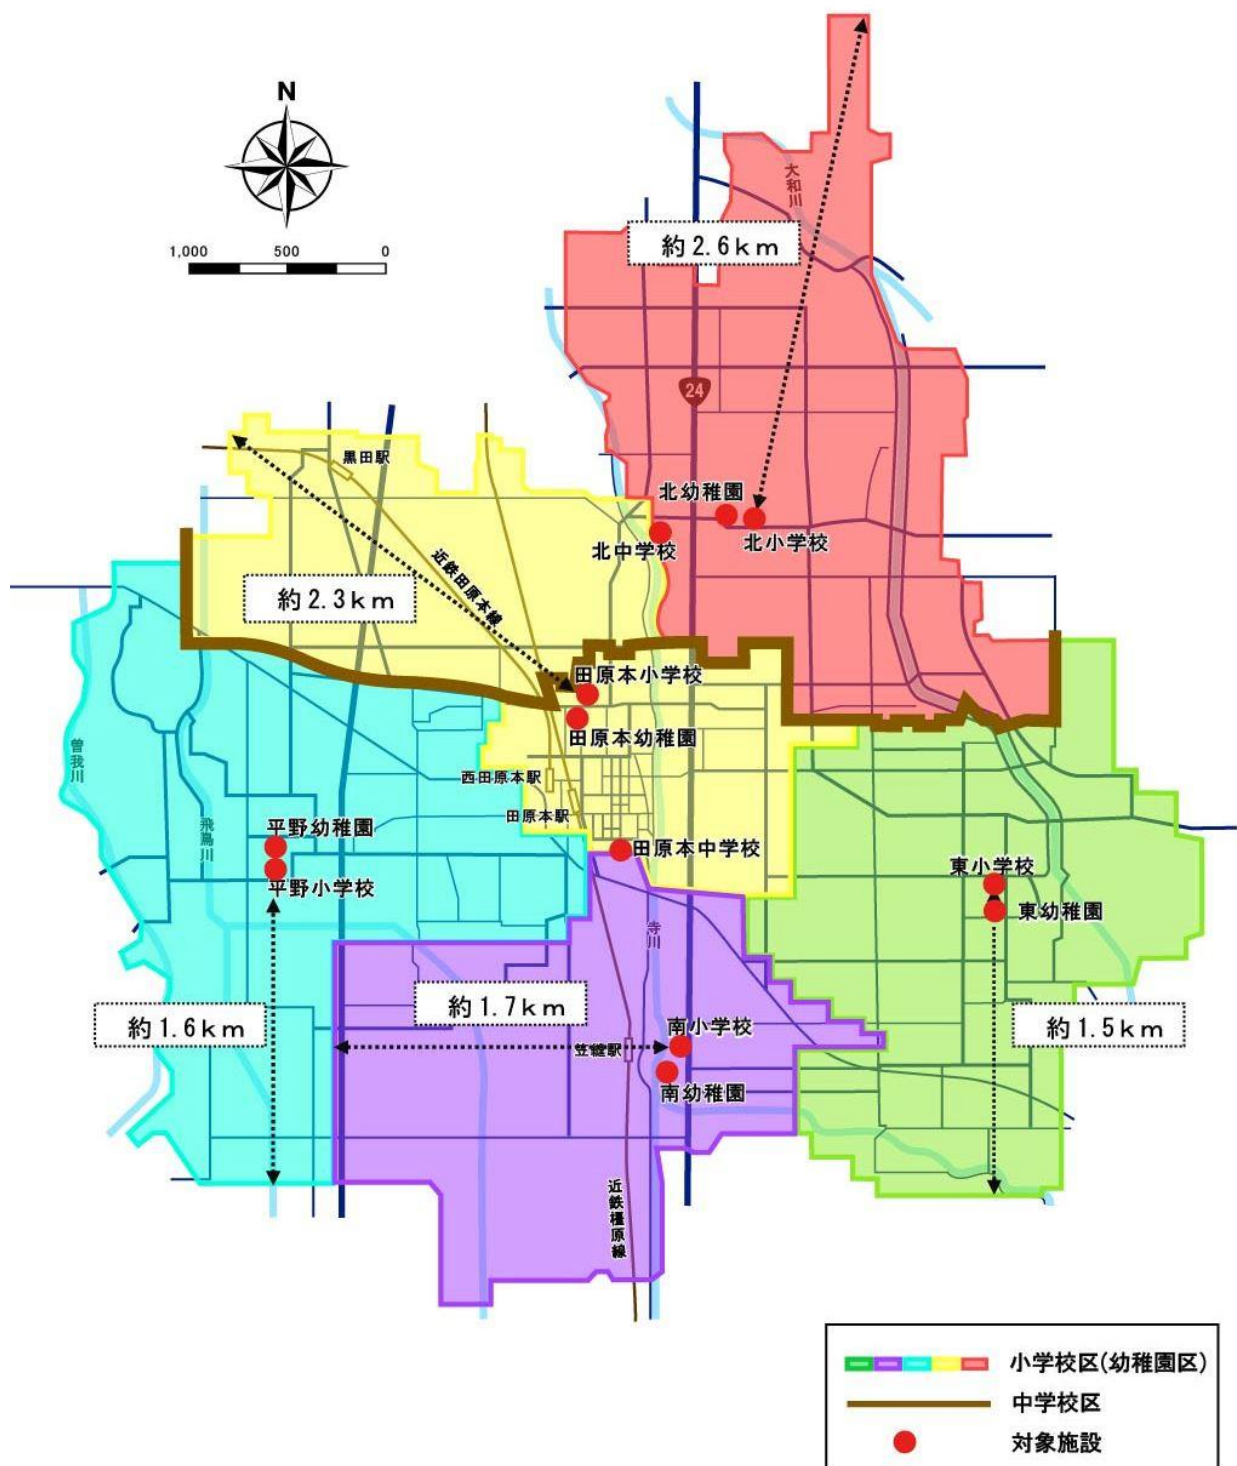 N
1,000 500 0
大和川
約2.6km
24
黒田駅
北幼稚園
北小学校
北中学校
近鉄田原本線
約2.3km
田原本小学校
田原本幼稚園
曽我川
西田原本駅
田原本駅
飛鳥川
平野幼稚園
田原本中学校
平野小学校
東小学校
東幼稚園
寺川
約1.7km
約1.6km
約1.5km
南小学校
笠縫駅
南幼稚園
近鉄橿原線
小学校区(幼稚園区)
中学校区
対象施設